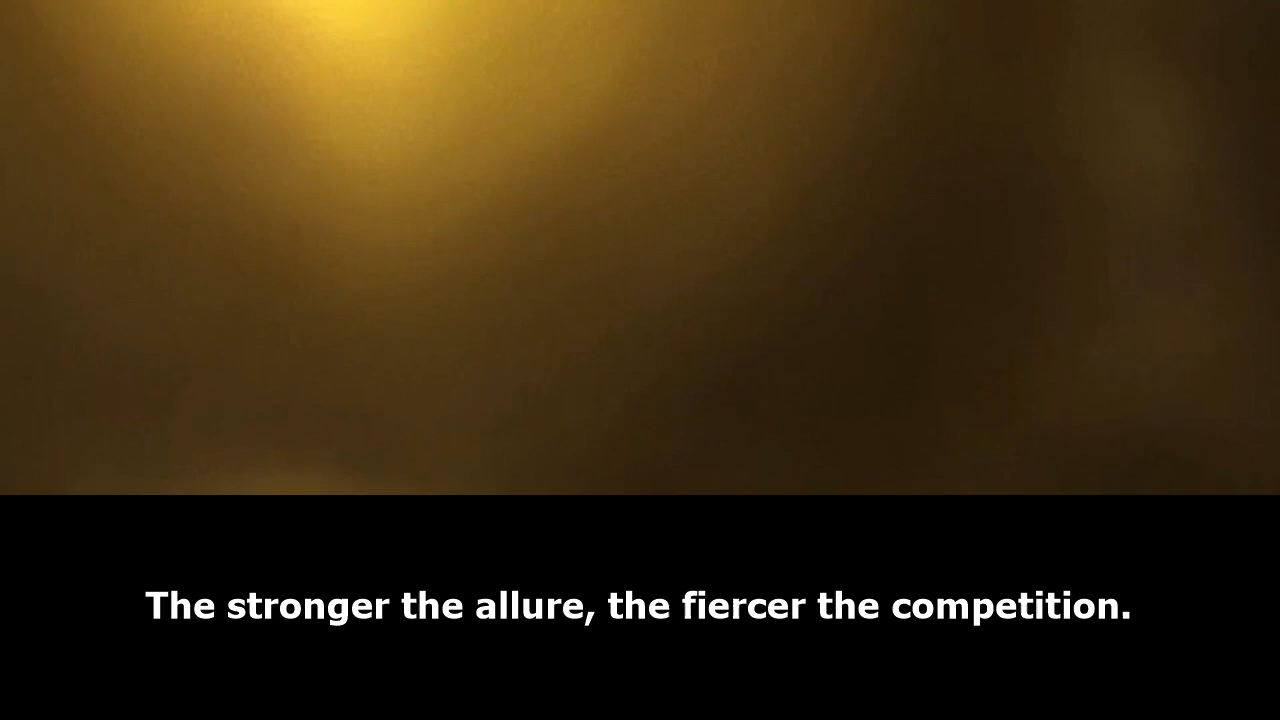 The stronger the allure, the fiercer the competition.